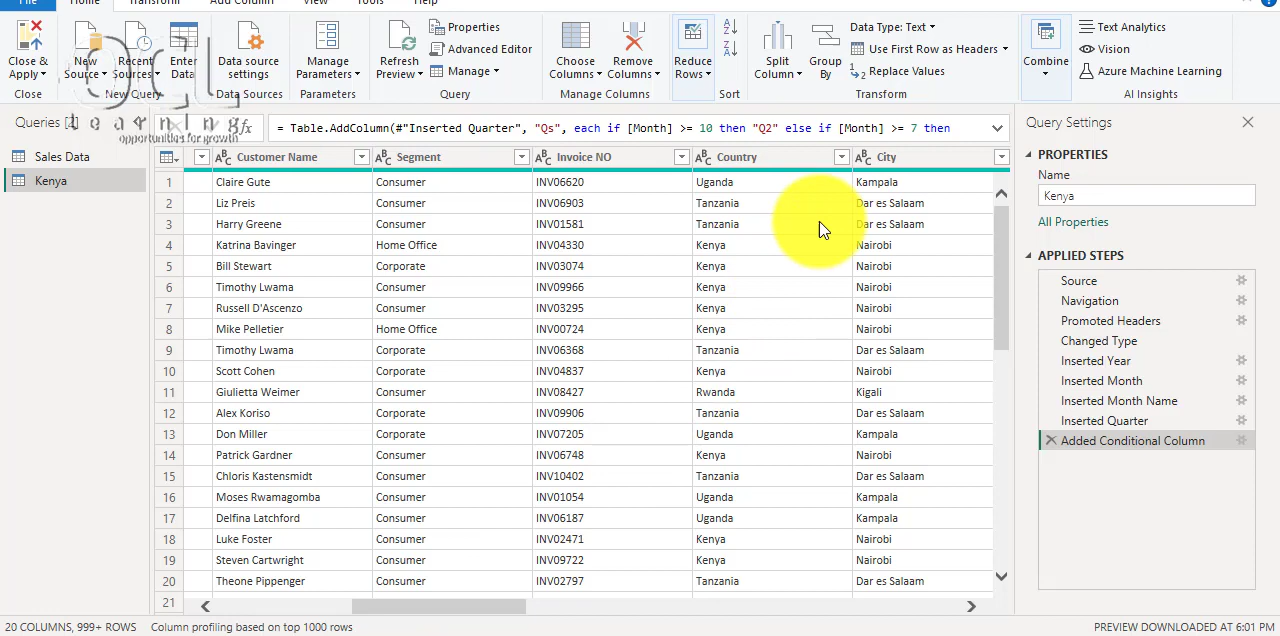 File Home Transform Add Column View Tools Help
Close & Apply
New Source
Recent Sources
Enter Data
Data source settings
Manage Parameters
Refresh Preview
Properties
Advanced Editor
Manage
Choose Columns
Remove Columns
Reduce Rows
Split Column
Group By
Data Type: Text
Use First Row as Headers
Replace Values
Combine
Text Analytics
Vision
Azure Machine Learning
Close New Query Data Sources Parameters Query Manage Columns Sort Transform AI Insights
OCL
learning
opportunities for growth
Queries [2]
Sales Data
Kenya
fx = Table.AddColumn(#"Inserted Quarter", "Qs", each if [Month] >= 10 then "Q2" else if [Month] >= 7 then
Customer Name Segment Invoice NO Country City
1 Claire Gute Consumer INV06620 Uganda Kampala
2 Liz Preis Consumer INV06903 Tanzania Dar es Salaam
3 Harry Greene Consumer INV01581 Tanzania Dar es Salaam
4 Katrina Bavinger Home Office INV04330 Kenya Nairobi
5 Bill Stewart Corporate INV03074 Kenya Nairobi
6 Timothy Lwama Corporate INV09966 Kenya Nairobi
7 Russell D'Ascenzo Consumer INV03295 Kenya Nairobi
8 Mike Pelletier Home Office INV00724 Kenya Nairobi
9 Timothy Lwama Corporate INV06368 Tanzania Dar es Salaam
10 Scott Cohen Corporate INV04837 Kenya Nairobi
11 Giulietta Weimer Consumer INV08427 Rwanda Kigali
12 Alex Koriso Corporate INV09906 Tanzania Dar es Salaam
13 Don Miller Corporate INV07205 Uganda Kampala
14 Patrick Gardner Consumer INV06748 Kenya Nairobi
15 Chloris Kastensmidt Consumer INV10402 Tanzania Dar es Salaam
16 Moses Rwamagomba Consumer INV01054 Uganda Kampala
17 Delfina Latchford Consumer INV06187 Uganda Kampala
18 Luke Foster Consumer INV02471 Kenya Nairobi
19 Steven Cartwright Consumer INV09722 Kenya Nairobi
20 Theone Pippenger Consumer INV02797 Tanzania Dar es Salaam
21
Query Settings
PROPERTIES
Name
Kenya
All Properties
APPLIED STEPS
Source
Navigation
Promoted Headers
Changed Type
Inserted Year
Inserted Month
Inserted Month Name
Inserted Quarter
Added Conditional Column
20 COLUMNS, 999+ ROWS Column profiling based on top 1000 rows PREVIEW DOWNLOADED AT 6:01 PM